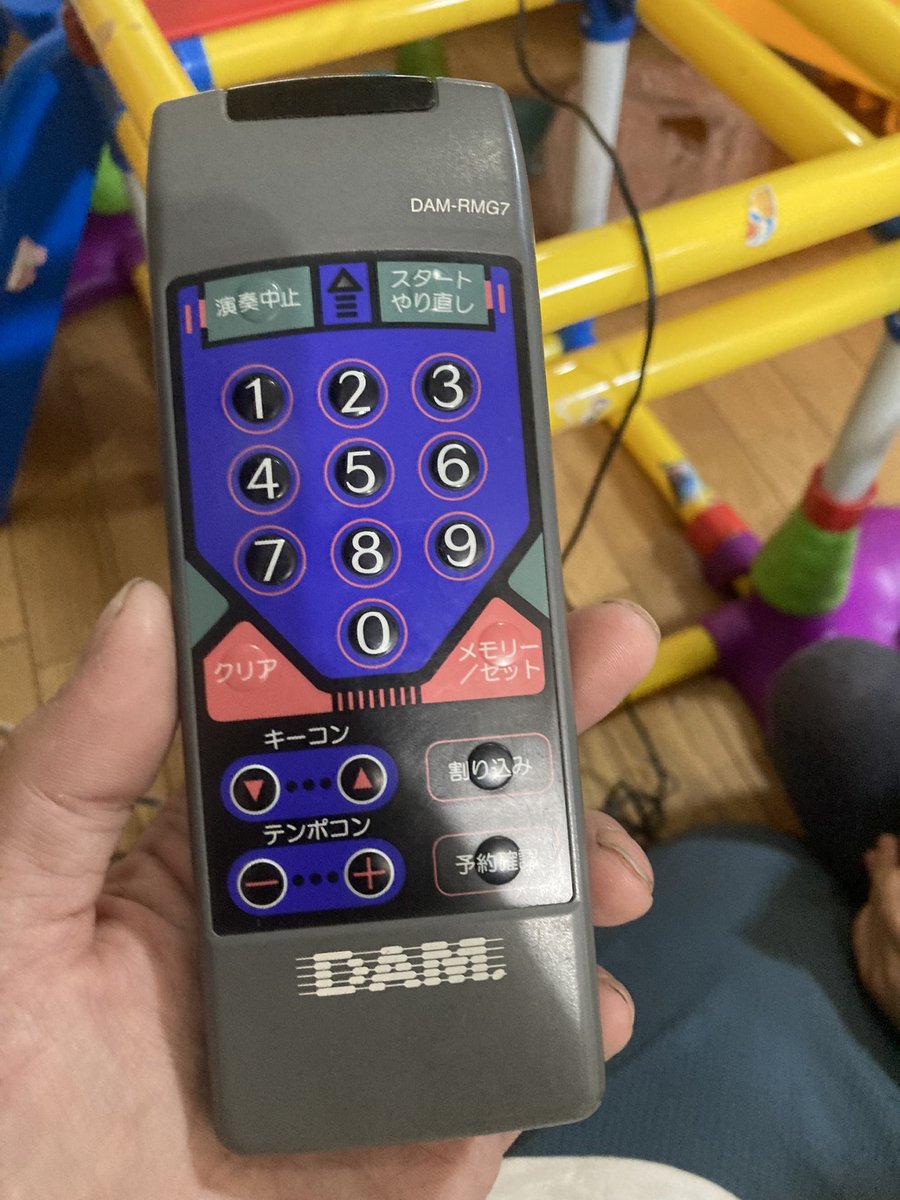 DAM-RMG7
演奏中止
スタート
やり直し
1
2
3
4
5
6
7
8
9
0
クリア
メモリー
/セット
キーコン
割り込み
テンポコン
予約確認
DAM